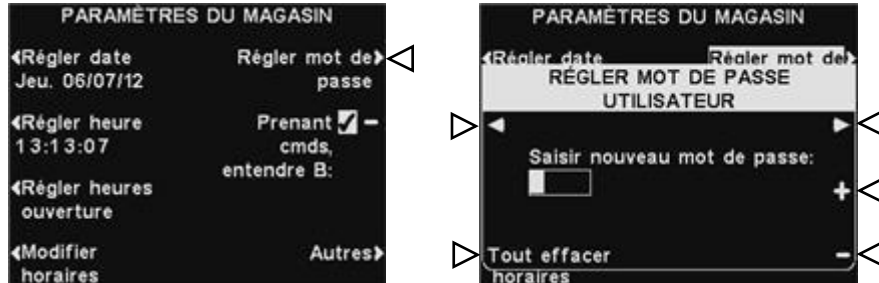 PARAMÈTRES DU MAGASIN
Régler date
Jeu. 06/07/12
Régler mot de
passe
Régler heure
13:13:07
Prenant
cmds,
entendre B:
Régler heures
ouverture
Modifier
horaires
Autres
PARAMÈTRES DU MAGASIN
Régler date
Régler mot de
RÉGLER MOT DE PASSE
UTILISATEUR
Saisir nouveau mot de passe:
+
Tout effacer
-
horaires